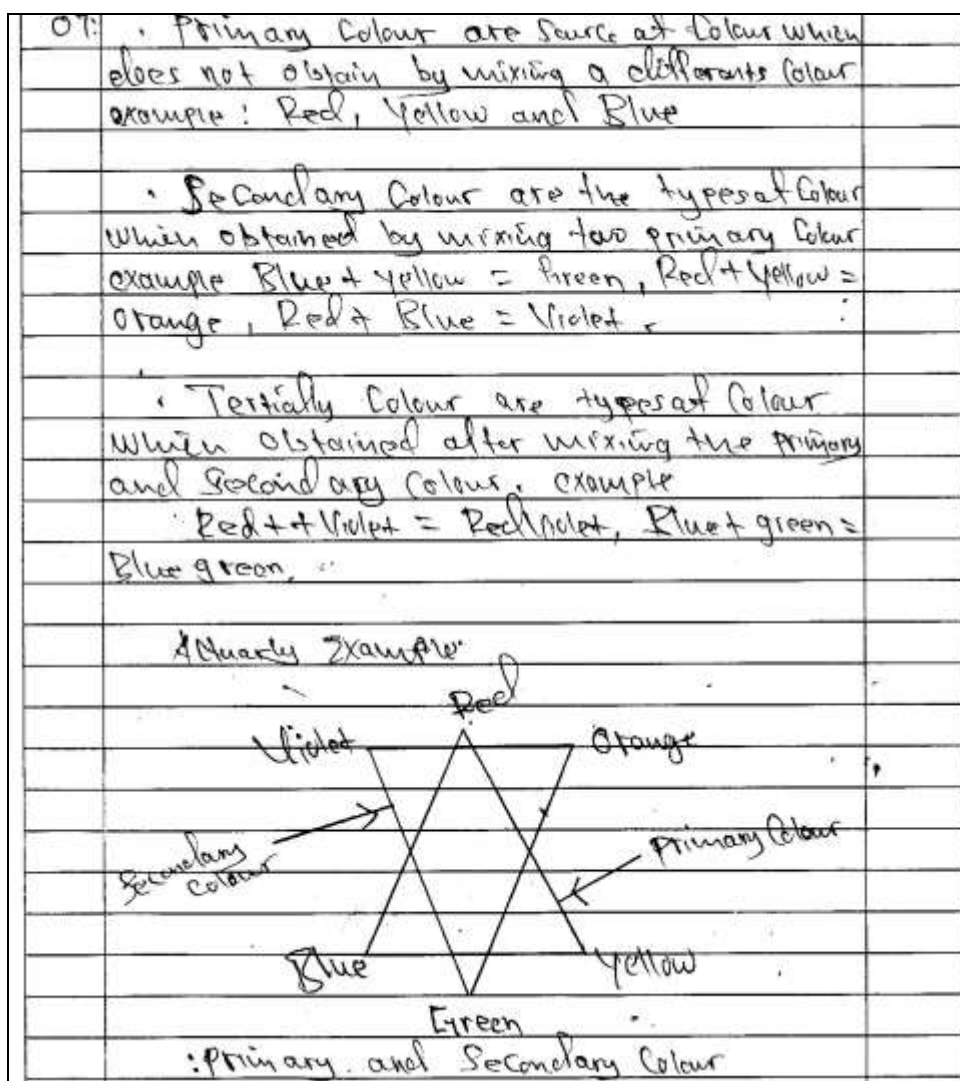 07: . Primary Colour are Source of Colour which
does not obtain by mixing a differents Colour
example: Red, Yellow and Blue
. Secondary Colour are the types of Colour
which obtained by mixing two primary Colour
example Blue + yellow = Green, Red + Yellow =
Orange, Red + Blue = Violet.
. Tertially Colour are types of Colour
which obtained after mixing the primary
and Secondary Colour. example
Red + + Violet = Red Violet, Blue + green =
Blue green.
Example
Red
Violet Orange
Secondary
Colour
Primary Colour
Blue Yellow
Green
: Primary and Secondary Colour